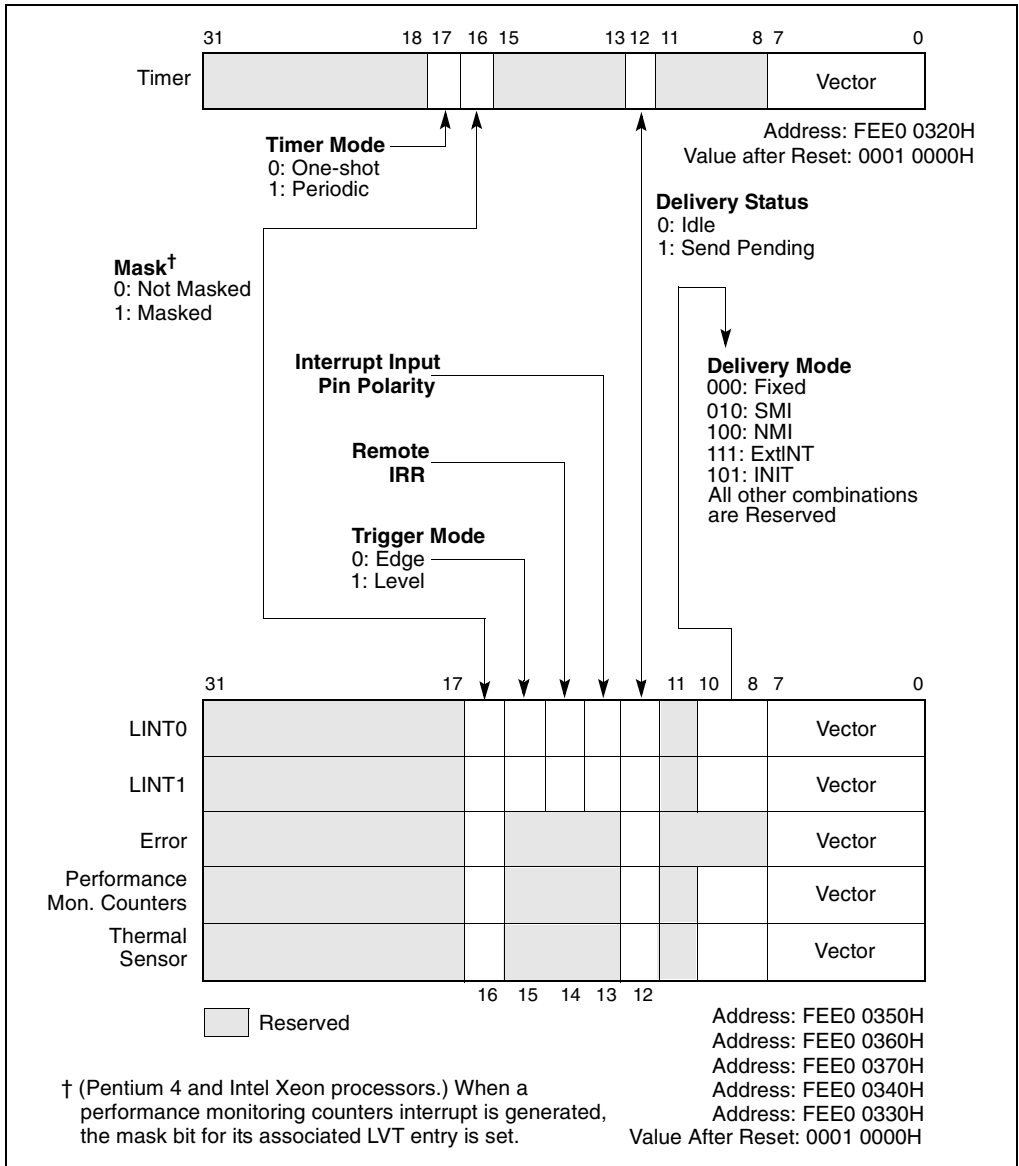 31 18 17 16 15 13 12 11 8 7 0
Timer Vector
Address: FEE0 0320H
Value after Reset: 0001 0000H
Timer Mode
0: One-shot
1: Periodic
Delivery Status
0: Idle
1: Send Pending
Mask†
0: Not Masked
1: Masked
Interrupt Input
Pin Polarity
Delivery Mode
000: Fixed
010: SMI
100: NMI
111: ExtINT
101: INIT
All other combinations
are Reserved
Remote
IRR
Trigger Mode
0: Edge
1: Level
31 17 11 10 8 7 0
LINT0 Vector
LINT1 Vector
Error Vector
Performance
Mon. Counters Vector
Thermal
Sensor Vector
16 15 14 13 12
Reserved
Address: FEE0 0350H
Address: FEE0 0360H
Address: FEE0 0370H
Address: FEE0 0340H
Address: FEE0 0330H
Value After Reset: 0001 0000H
† (Pentium 4 and Intel Xeon processors.) When a
performance monitoring counters interrupt is generated,
the mask bit for its associated LVT entry is set.